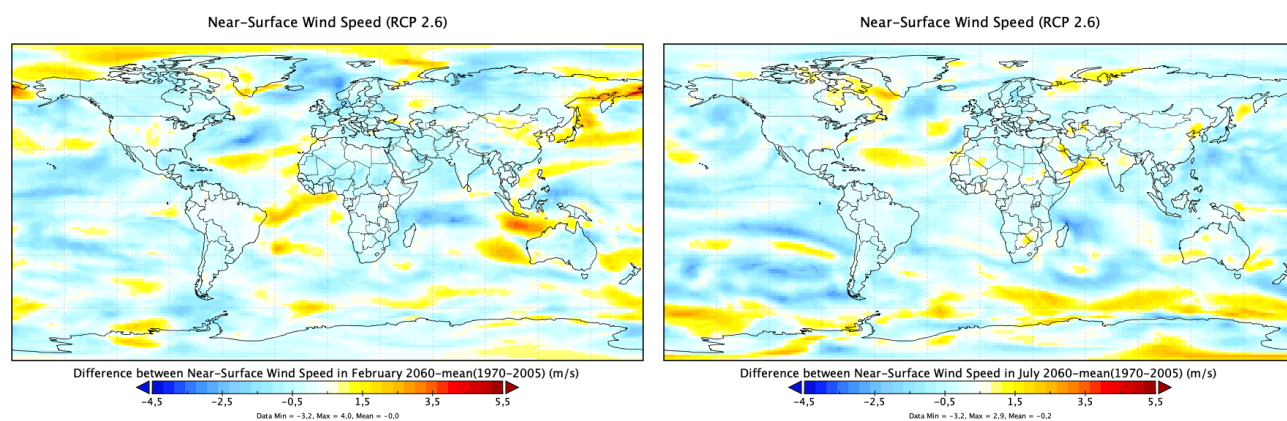 Near-Surface Wind Speed (RCP 2.6)
Difference between Near-Surface Wind Speed in February 2060-mean(1970-2005) (m/s)
-4,5 -2,5 -0,5 1,5 3,5 5,5
Data Min = -3,2, Max = 4,0, Mean = -0,0
Near-Surface Wind Speed (RCP 2.6)
Difference between Near-Surface Wind Speed in July 2060-mean(1970-2005) (m/s)
-4,5 -2,5 -0,5 1,5 3,5 5,5
Data Min = -3,2, Max = 2,9, Mean = -0,2